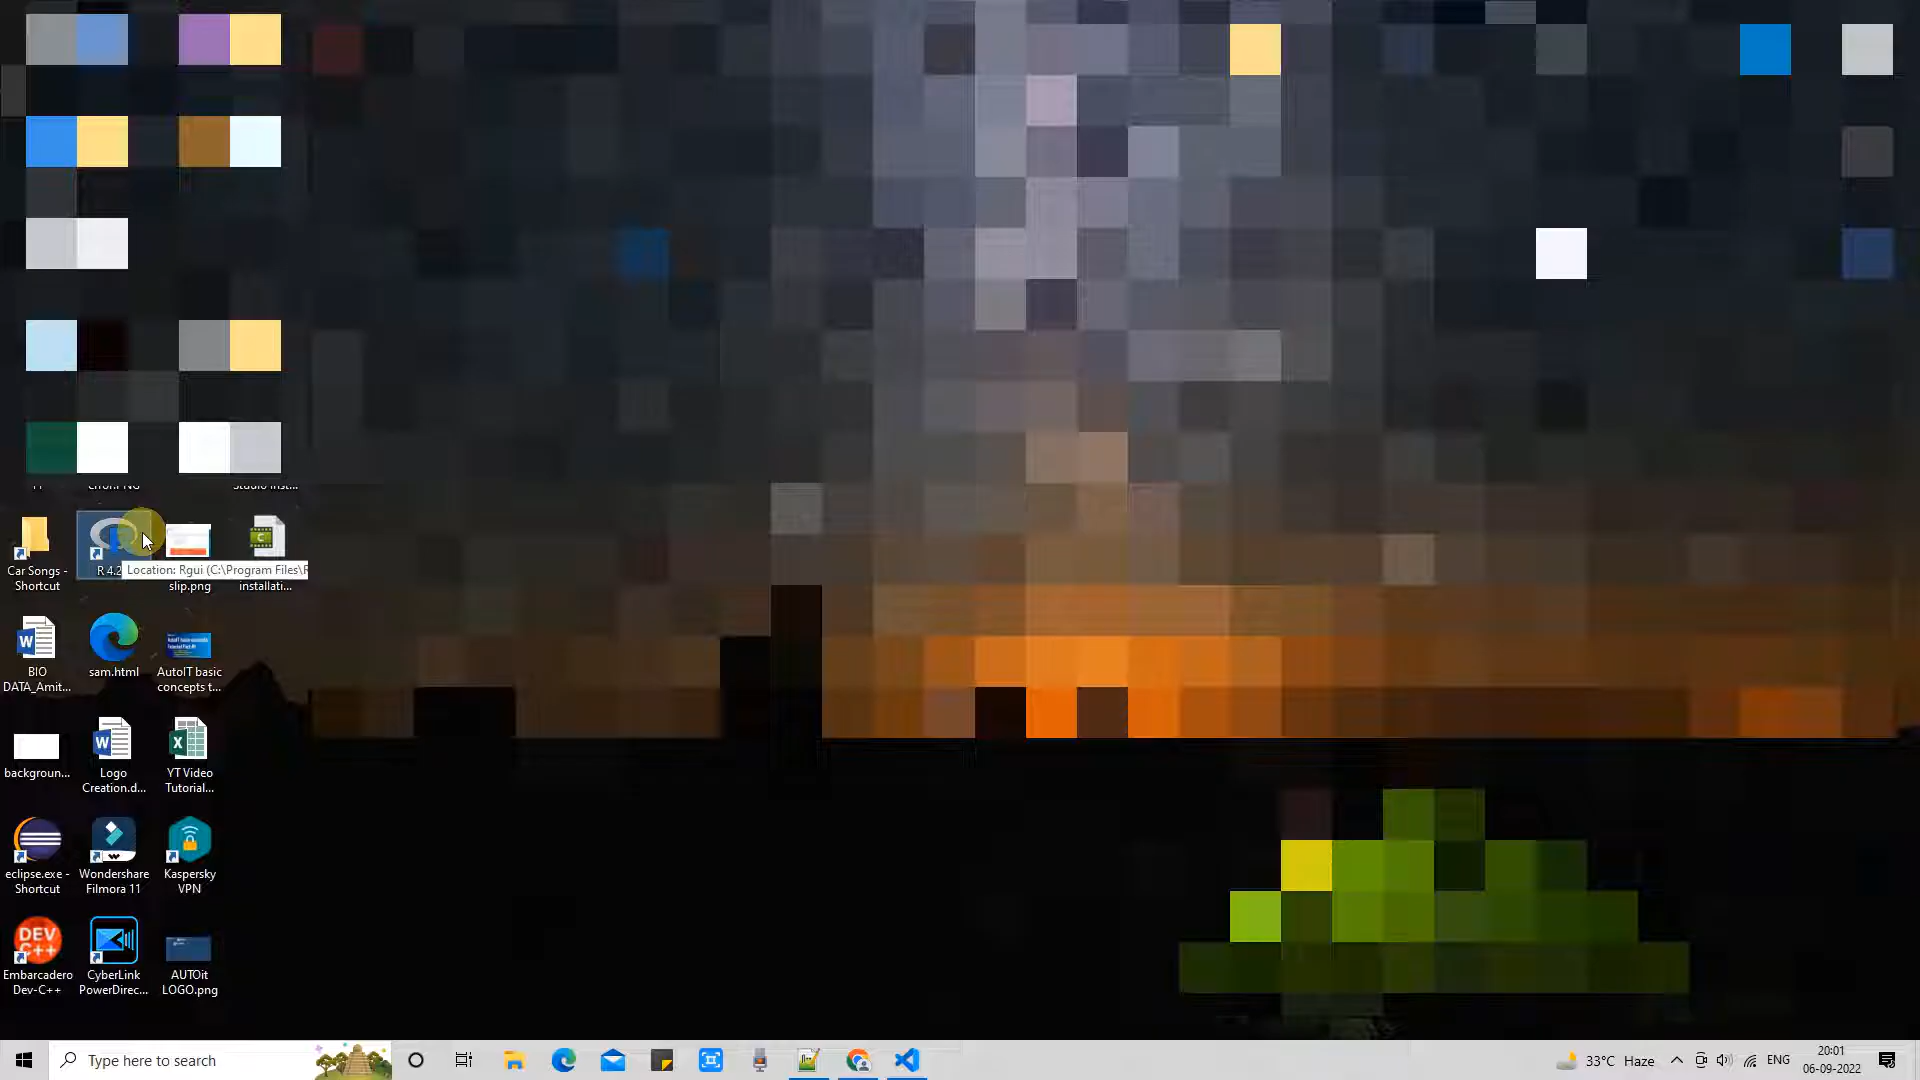 Studio inst...
Car Songs -
Shortcut
R 4.2
Location: Rgui (C:\Program Files\R
slip.png
installati...
BIO
DATA_Amit...
sam.html
AutoIT basic
concepts t...
backgroun...
Logo
Creation.d...
YT Video
Tutorial...
eclipse.exe -
Shortcut
Wondershare
Filmora 11
Kaspersky
VPN
DEV
C++
Embarcadero
Dev-C++
CyberLink
PowerDirec...
AUTOit
LOGO.png
Type here to search
33°C Haze
ENG
20:01
06-09-2022